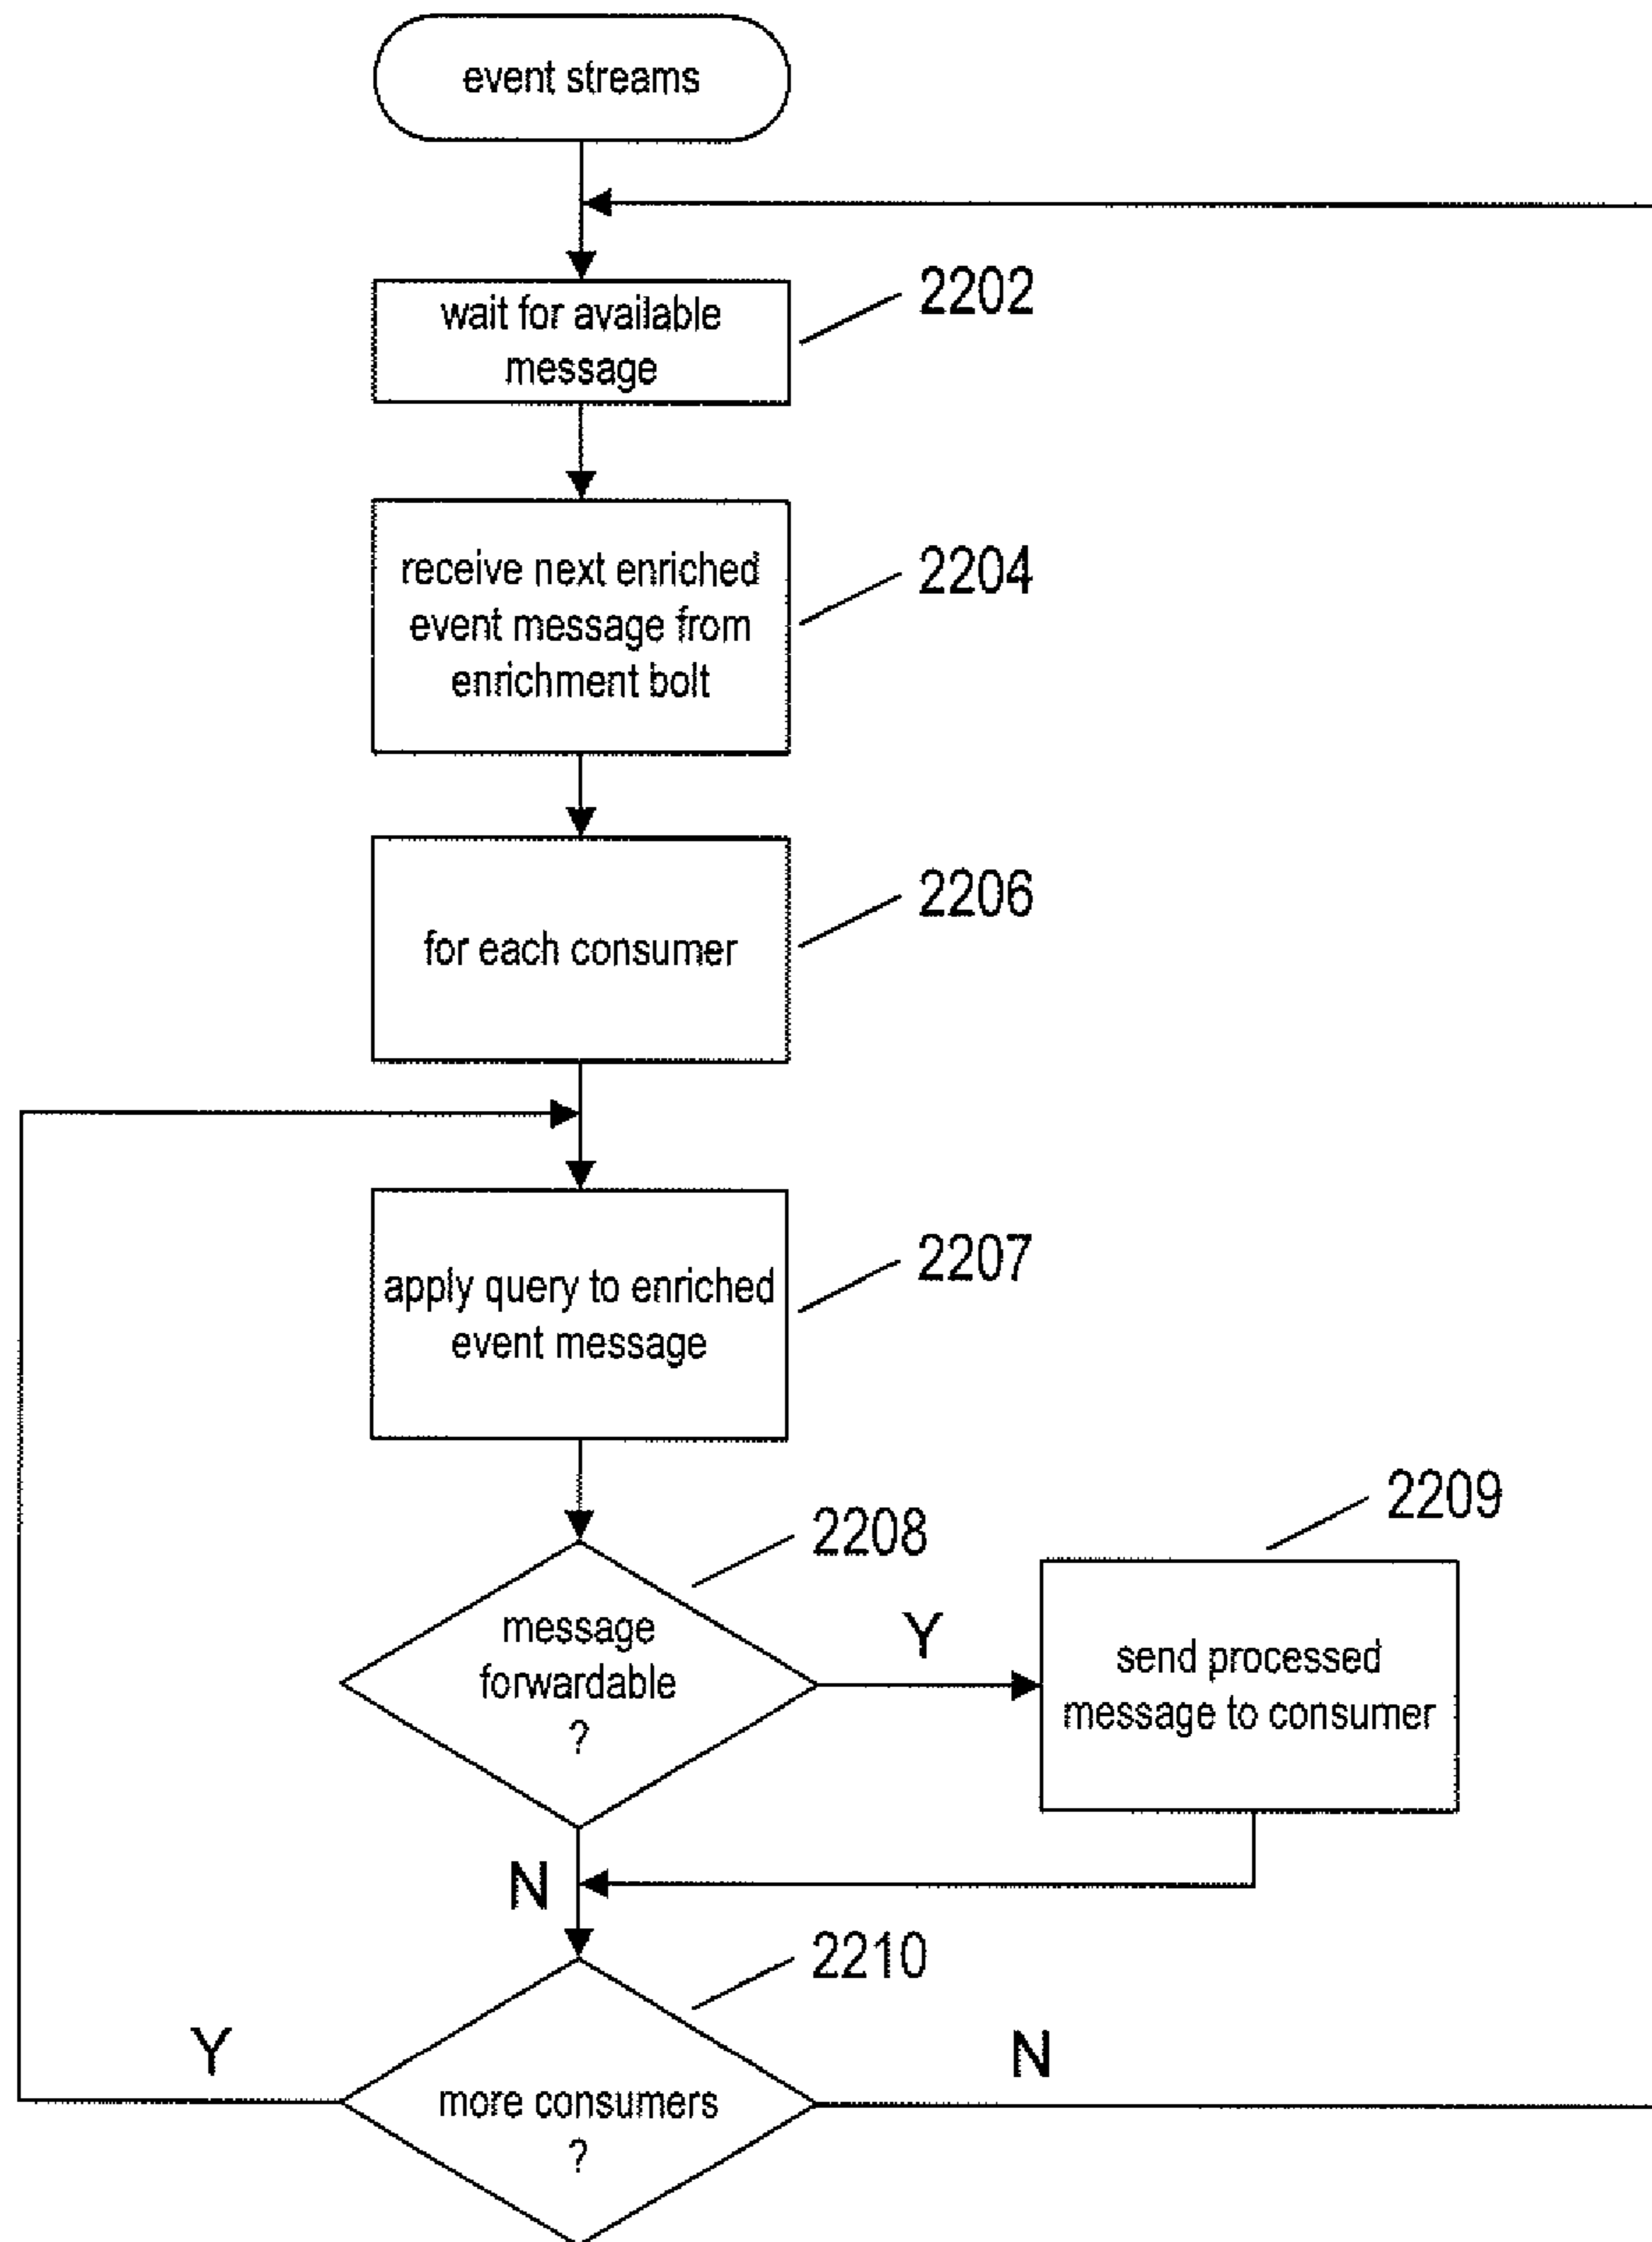 event streams
wait for available
message
2202
receive next enriched
event message from
enrichment bolt
2204
for each consumer
2206
apply query to enriched
event message
2207
message
forwardable
?
2208
Y
send processed
message to consumer
2209
N
more consumers
?
2210
Y
N